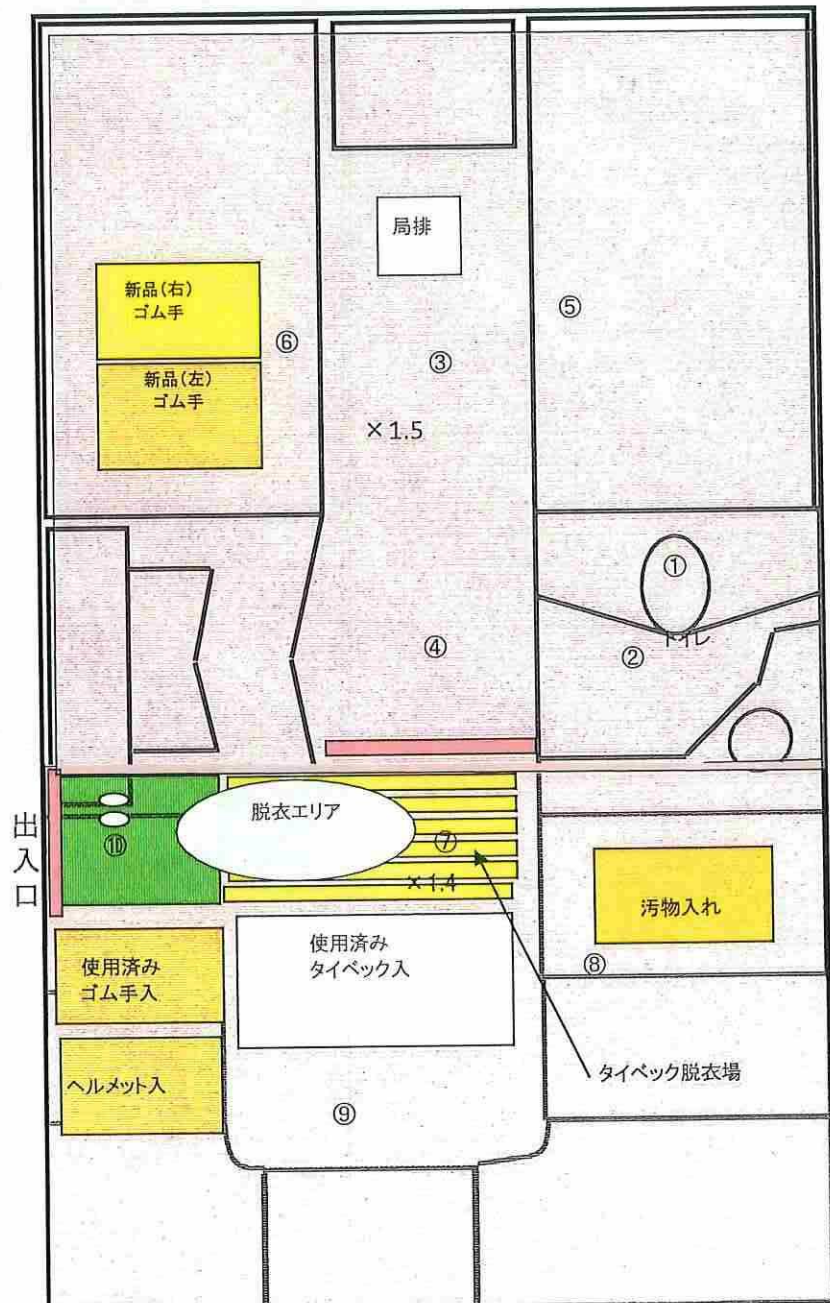 局排
新品(右)
ゴム手
⑥
新品(左)
ゴム手
③
⑤
×1.5
①
トイレ
②
④
出入口
⑩
脱衣エリア
⑦
×1.4
汚物入れ
⑧
使用済み
ゴム手入
使用済み
タイベック入
ヘルメット入
⑨
タイベック脱衣場